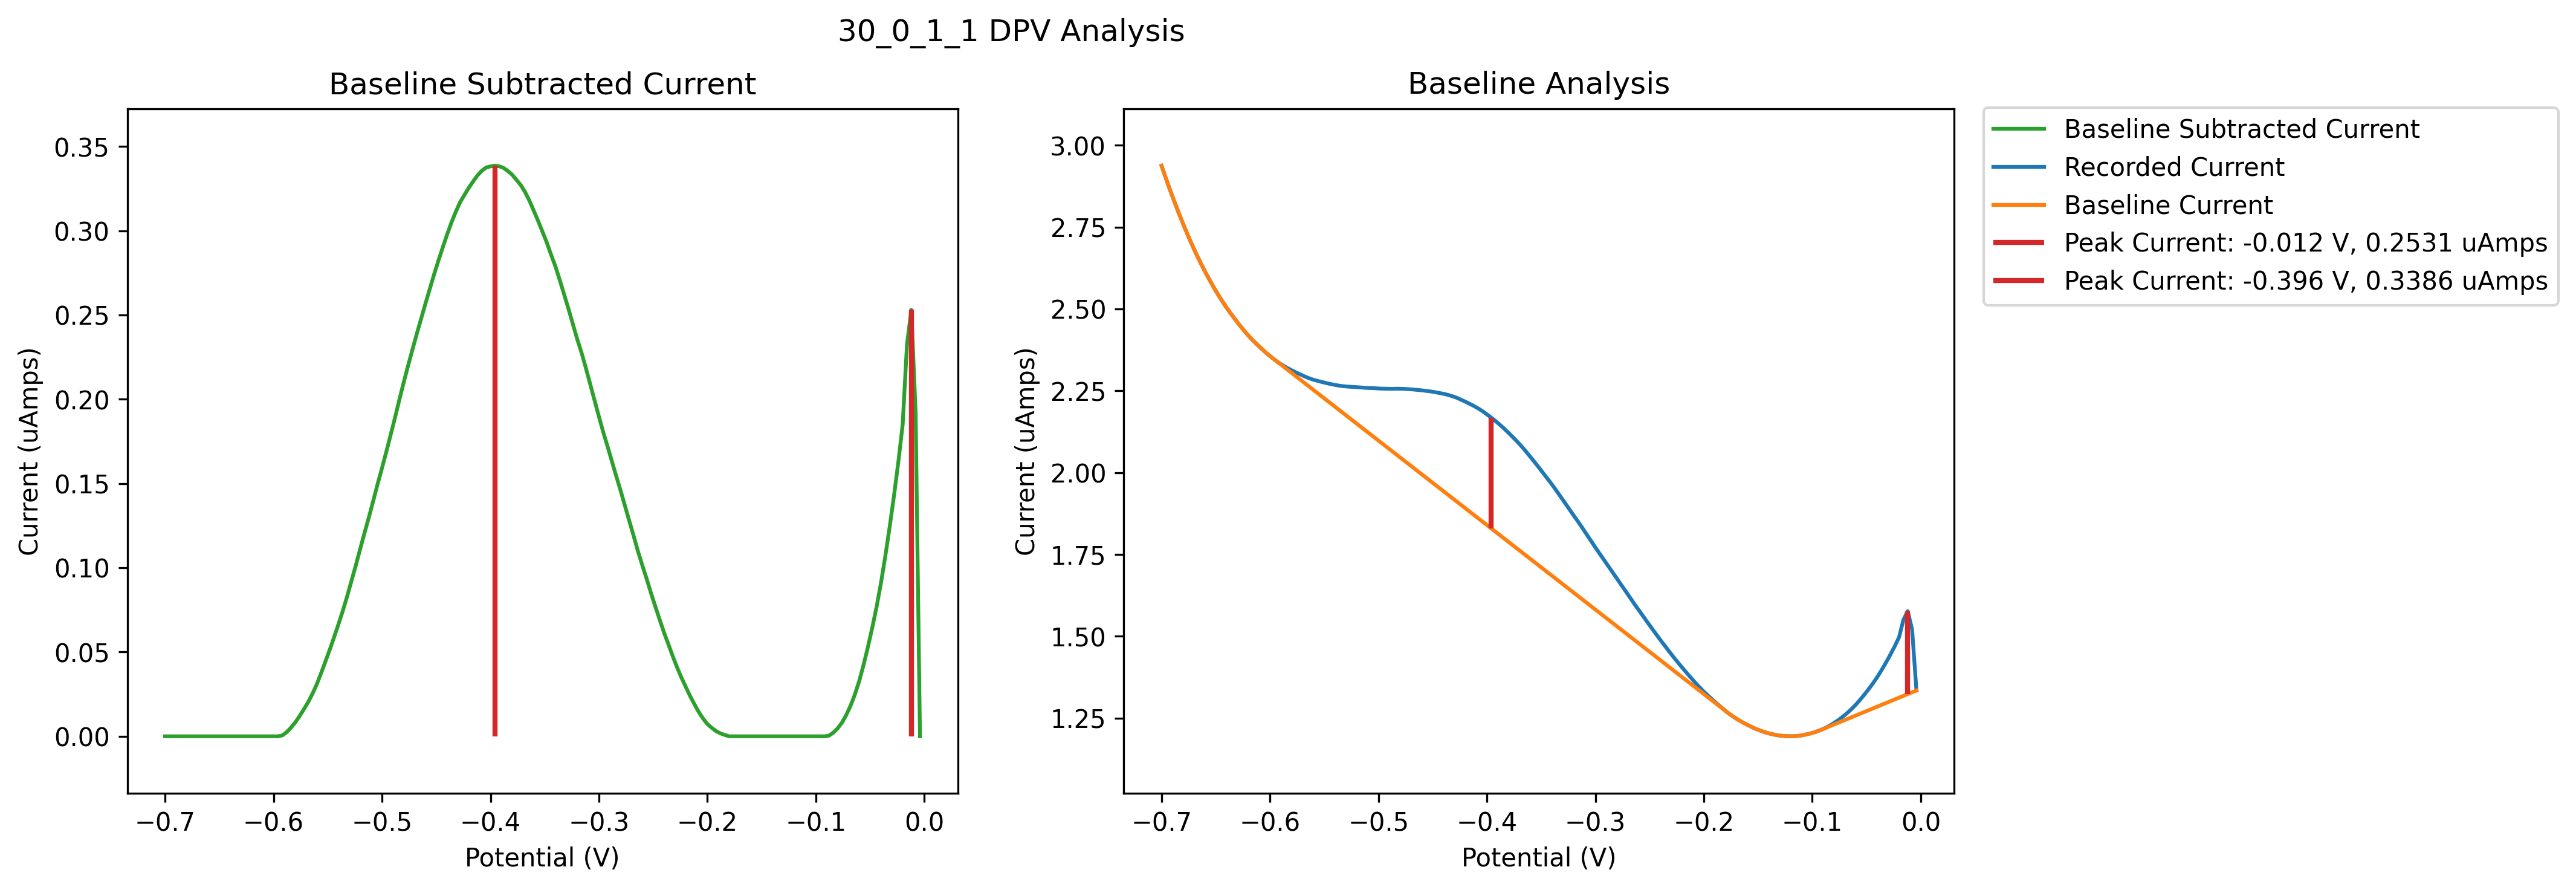 30_0_1_1 DPV Analysis
Baseline Subtracted Current
0.35
0.30
0.25
0.20
0.15
0.10
0.05
0.00
Current (uAmps)
−0.7 −0.6 −0.5 −0.4 −0.3 −0.2 −0.1 0.0
Potential (V)
Baseline Analysis
3.00
2.75
2.50
2.25
2.00
1.75
1.50
1.25
Current (uAmps)
−0.7 −0.6 −0.5 −0.4 −0.3 −0.2 −0.1 0.0
Potential (V)
Baseline Subtracted Current
Recorded Current
Baseline Current
Peak Current: -0.012 V, 0.2531 uAmps
Peak Current: -0.396 V, 0.3386 uAmps